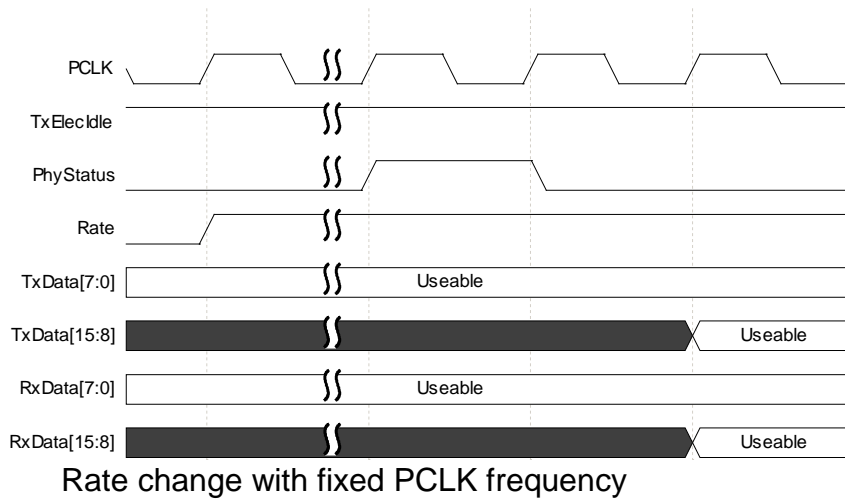 PCLK
TxElecIdle
PhyStatus
Rate
TxData[7:0] Useable
TxData[15:8] Useable
RxData[7:0] Useable
RxData[15:8] Useable
Rate change with fixed PCLK frequency